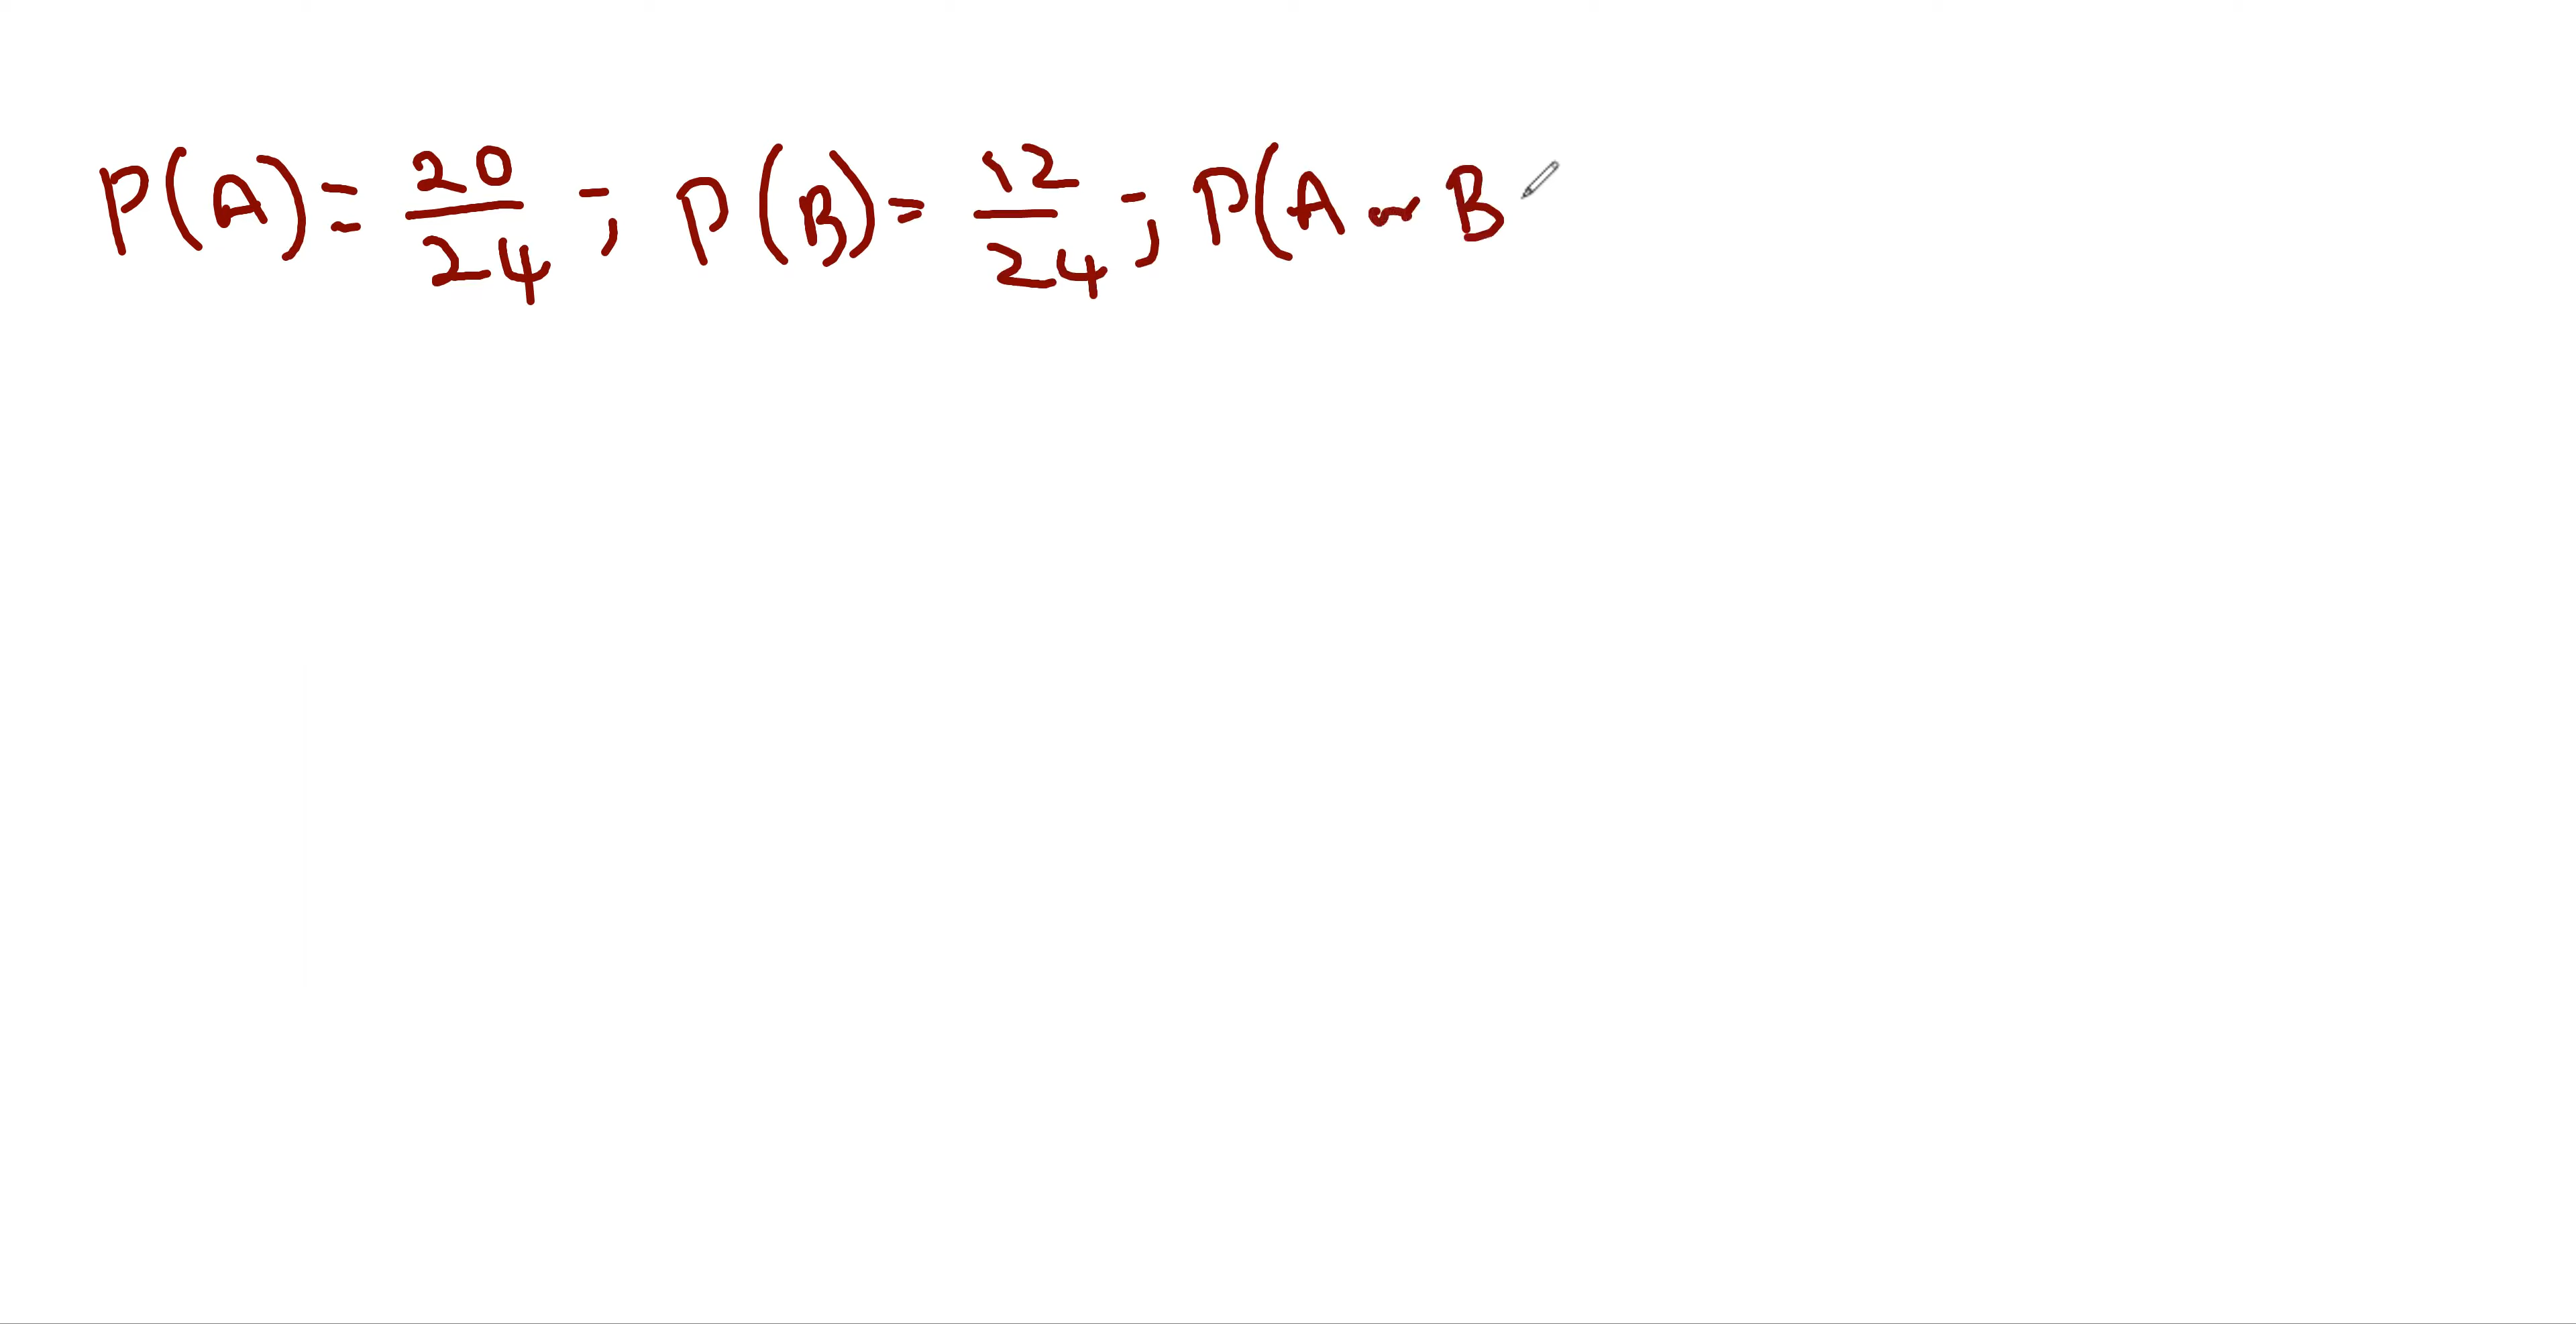 P(A) = 20/24 ; P(B) = 12/24 ; P(A or B